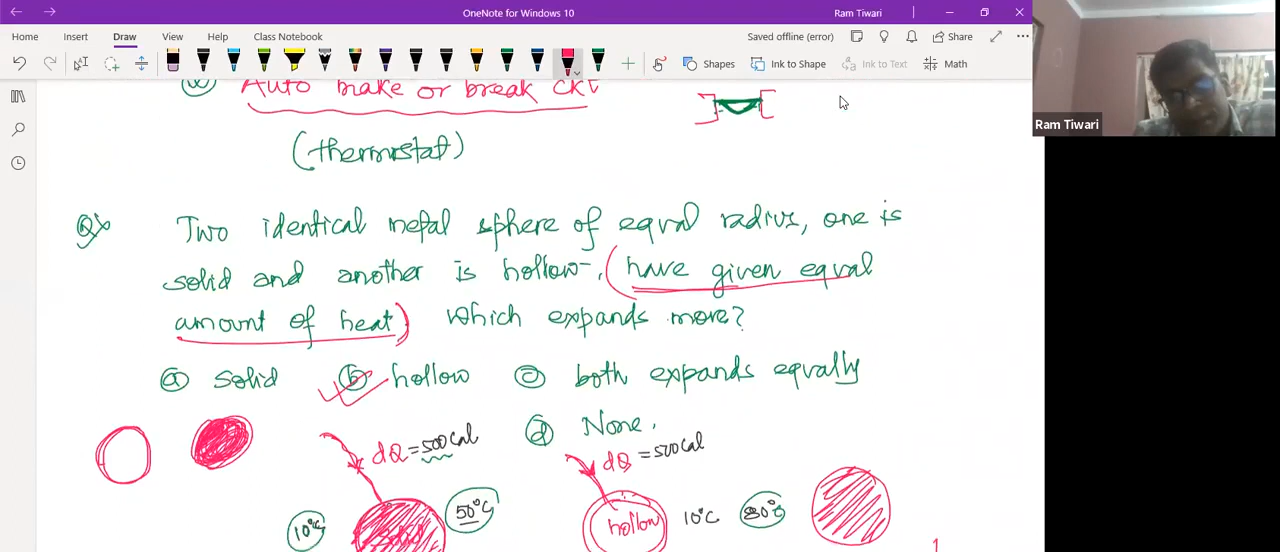 OneNote for Windows 10
Ram Tiwari
Home Insert Draw View Help Class Notebook
Saved offline (error) Share
Shapes Ink to Shape Ink to Text Math
Auto make or break CKT
(thermostat)
Ram Tiwari
Q» Two identical metal sphere of equal radius, one is
solid and another is hollow, (have given equal
amount of heat) which expands more?
(a) solid (b) hollow (c) both expands equally
(d) None.
dQ = 500 Cal
dQ = 500 Cal
10°C 50°C hollow 10°C 80°C